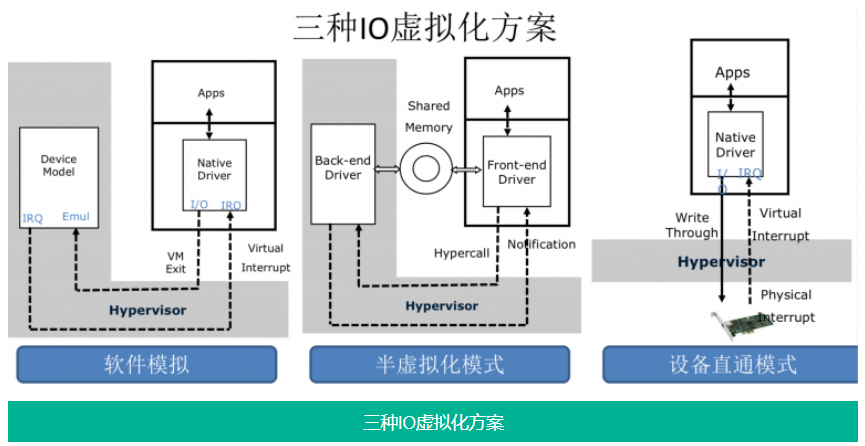 三种IO虚拟化方案
Apps
Device
Model
IRQ
Emul
Native
Driver
I/O
IRQ
VM
Exit
Virtual
Interrupt
Hypervisor
软件模拟
Shared
Memory
Apps
Back-end
Driver
Front-end
Driver
Hypercall
Notification
Hypervisor
半虚拟化模式
Apps
Native
Driver
I/
O
IRQ
Write
Through
Virtual
Interrupt
Hypervisor
Physical
Interrupt
设备直通模式
三种IO虚拟化方案